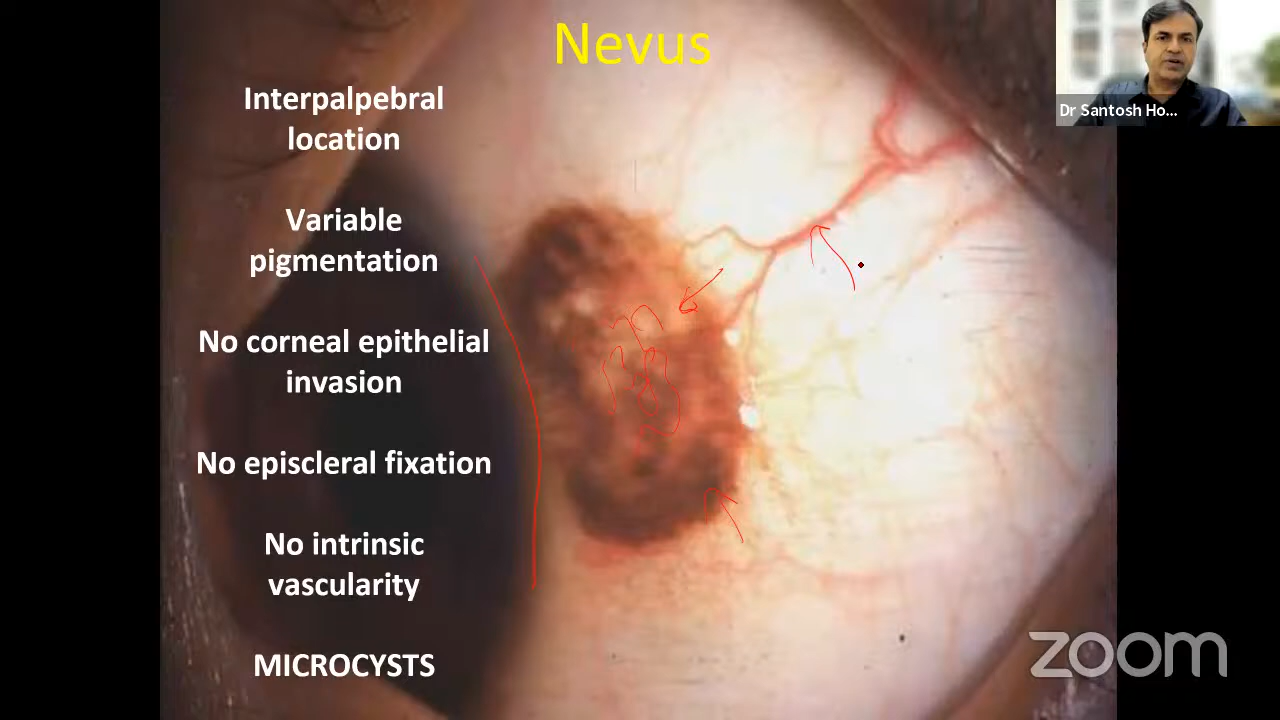 Nevus
Dr Santosh Ho...
Interpalpebral
location
Variable
pigmentation
No corneal epithelial
invasion
No episcleral fixation
No intrinsic
vascularity
MICROCYSTS
zoom